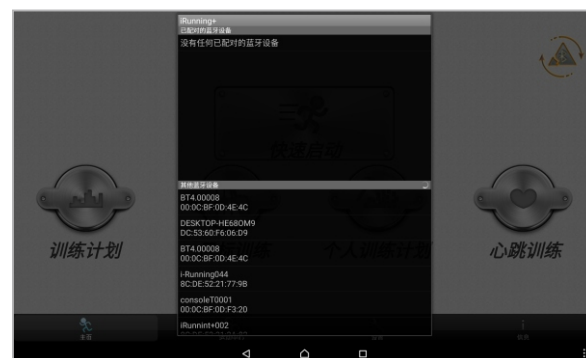 iRunning+
已配对的蓝牙设备
没有任何已配对的蓝牙设备
快速启动
其他蓝牙设备
BT4.00008
00:0C:BF:0D:4E:4C
DESKTOP-HE680M9
DC:53:60:F6:06:D9
BT4.00008
00:0C:BF:0D:4E:4C
i-Running044
8C:DE:52:21:77:9B
consoleT0001
00:0C:BF:0D:F3:20
iRunnint+002
训练计划
训练
个人训练计划
心跳训练
主页